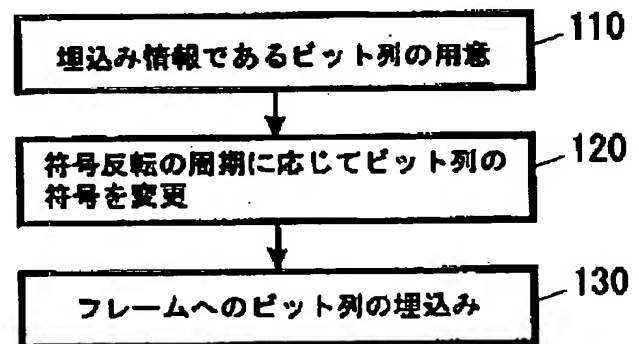 埋込み情報であるビット列の用意
110
符号反転の周期に応じてビット列の
符号を変更
120
フレームへのビット列の埋込み
130